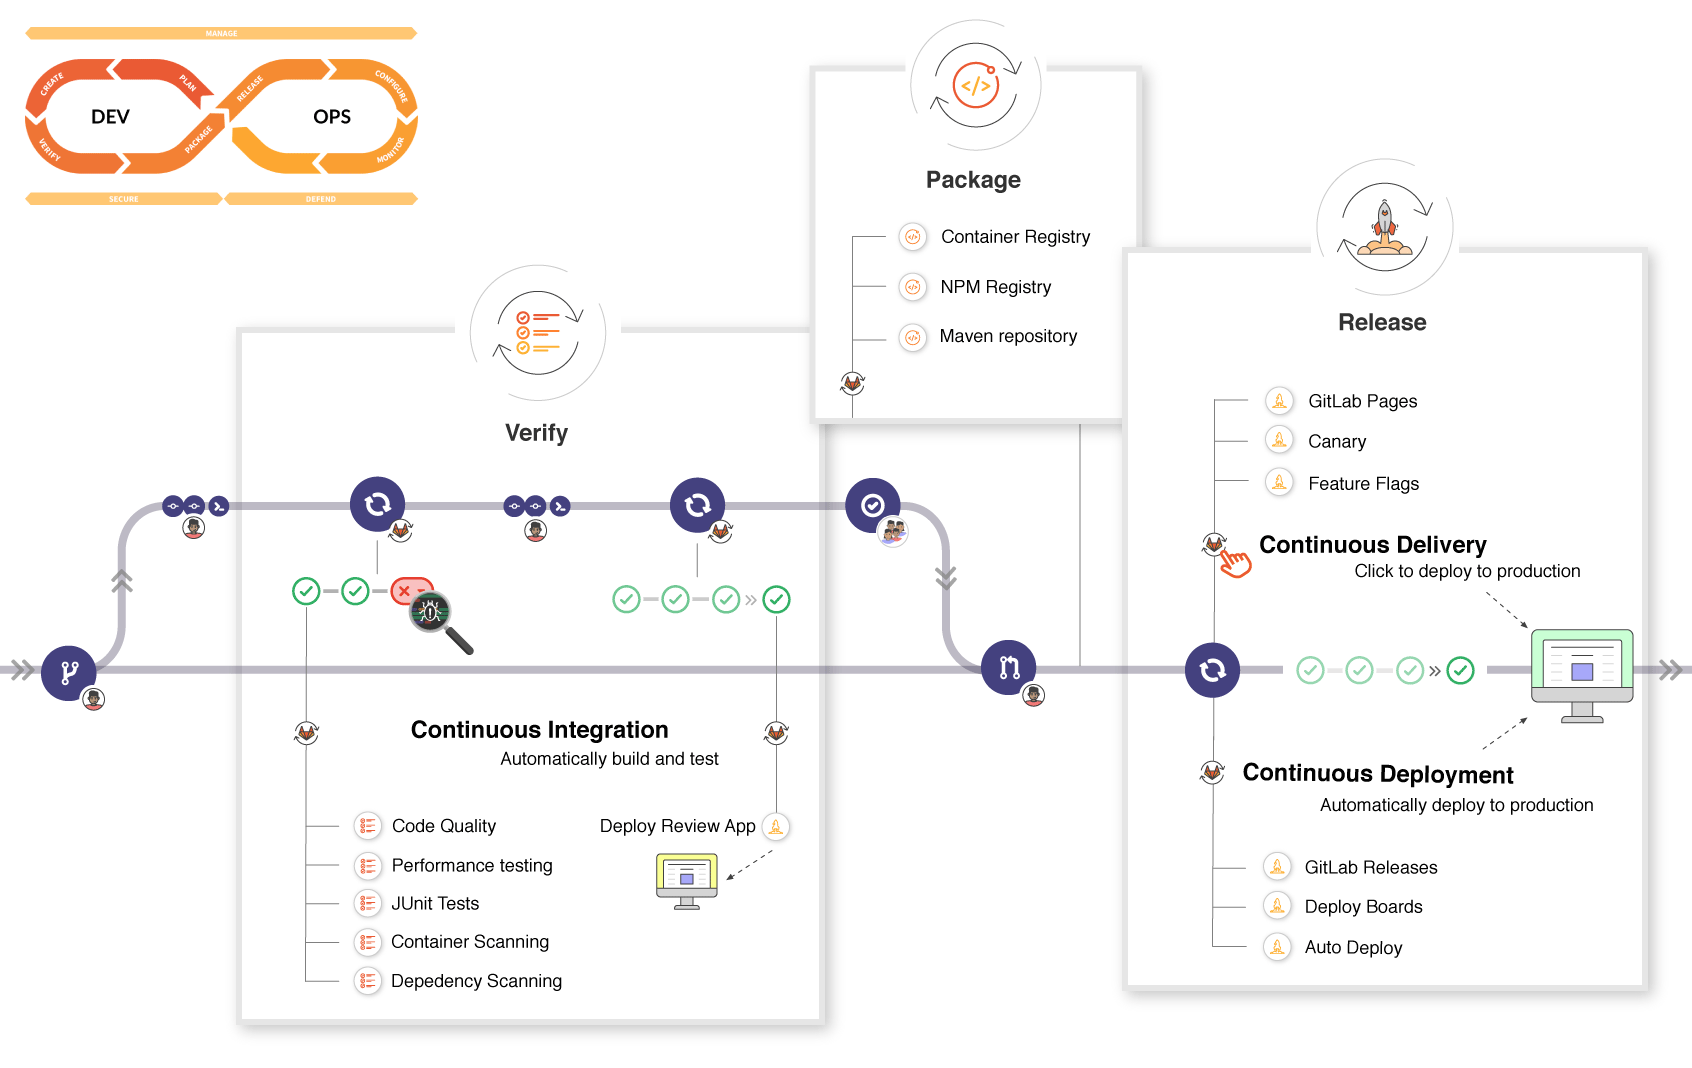 MANAGE
CREATE
PLAN
RELEASE
CONFIGURE
DEV
OPS
VERIFY
PACKAGE
MONITOR
SECURE
DEFEND
Package
Container Registry
NPM Registry
Maven repository
Release
GitLab Pages
Canary
Feature Flags
Continuous Delivery
Click to deploy to production
Continuous Deployment
Automatically deploy to production
GitLab Releases
Deploy Boards
Auto Deploy
Verify
Continuous Integration
Automatically build and test
Code Quality
Performance testing
JUnit Tests
Container Scanning
Depedency Scanning
Deploy Review App